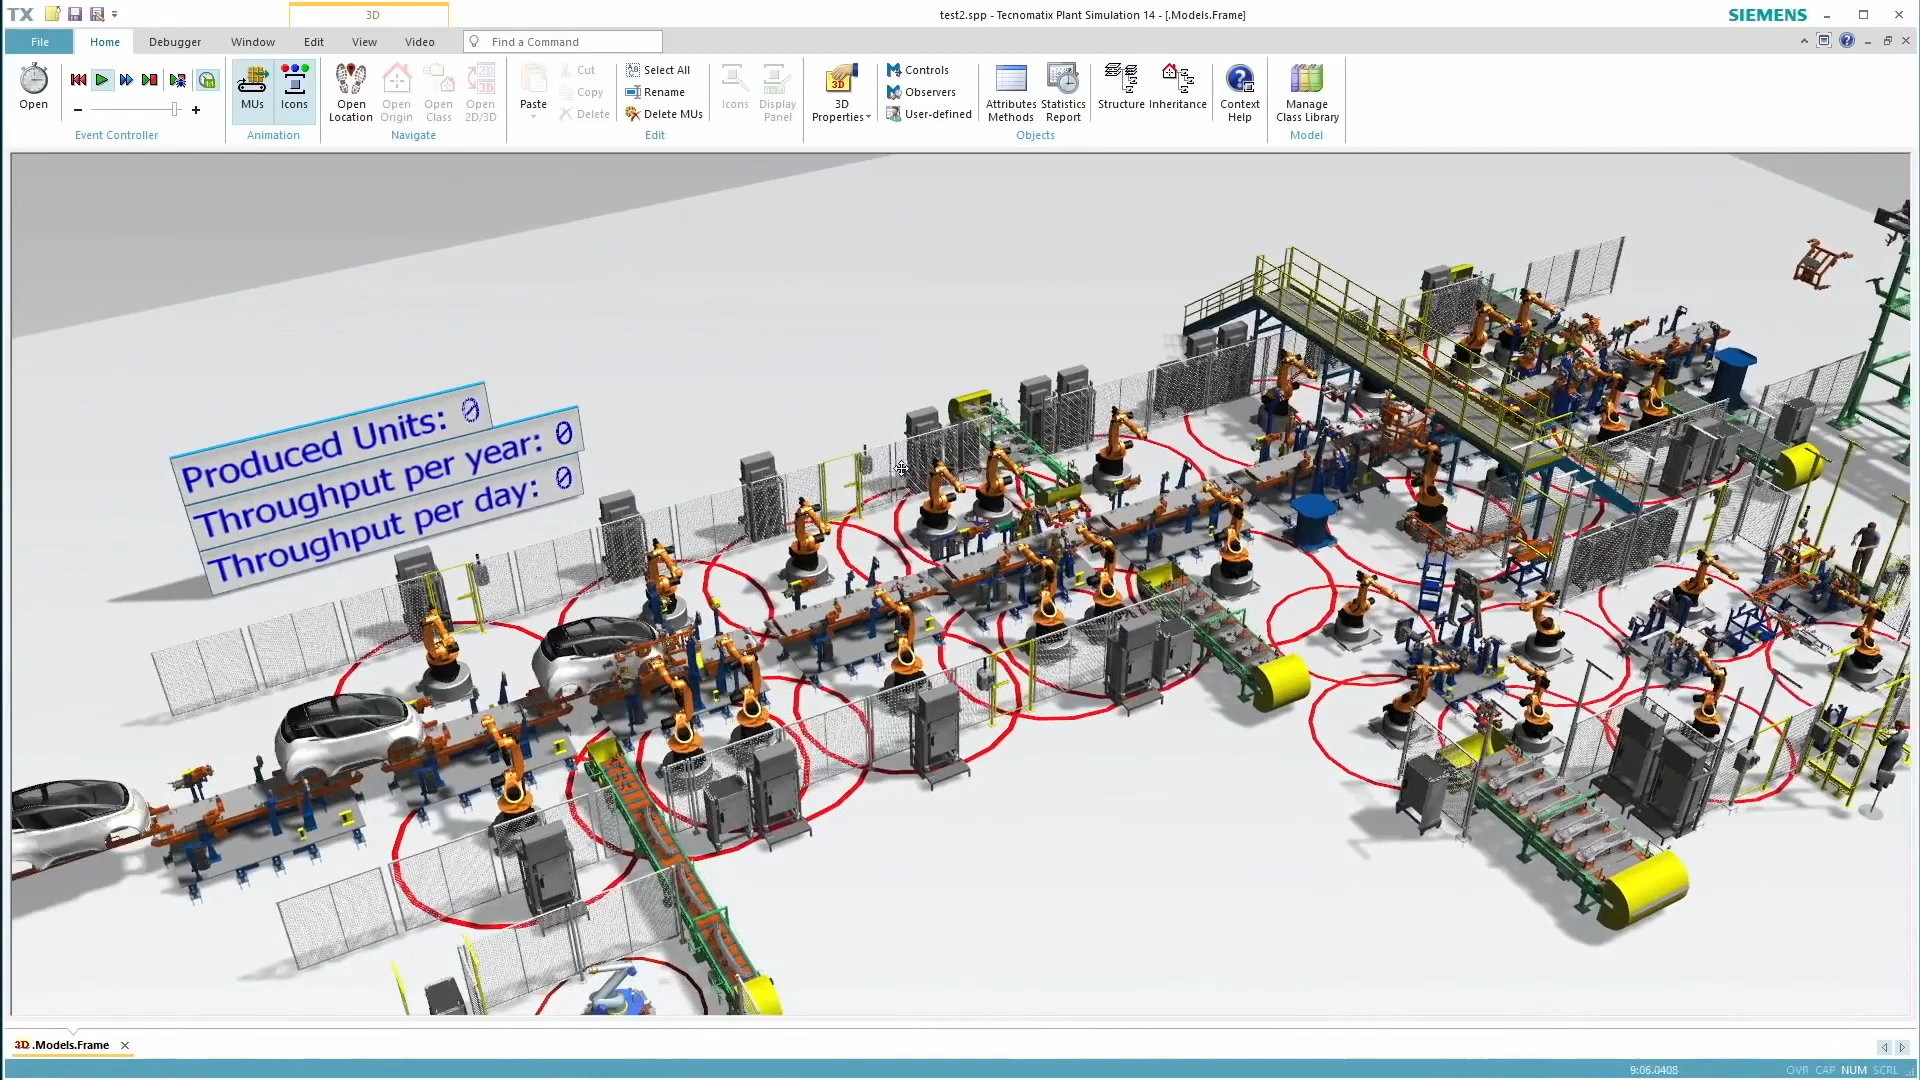 TX
3D
test2.spp - Tecnomatix Plant Simulation 14 - [.Models.Frame]
SIEMENS
File
Home
Debugger
Window
Edit
View
Video
Find a Command
Open
Event Controller
MUs
Icons
Animation
Open Location
Open Origin
Open Class
Open 2D/3D
Navigate
Paste
Cut
Copy
Delete
Select All
Rename
Delete MUs
Edit
Icons
Display Panel
3D Properties
Controls
Observers
User-defined
Attributes Methods
Statistics Report
Structure
Inheritance
Objects
Context Help
Manage Class Library
Model
Produced Units: 0
Throughput per year: 0
Throughput per day: 0
3D .Models.Frame
9:06.0408
OVR CAP NUM SCRL